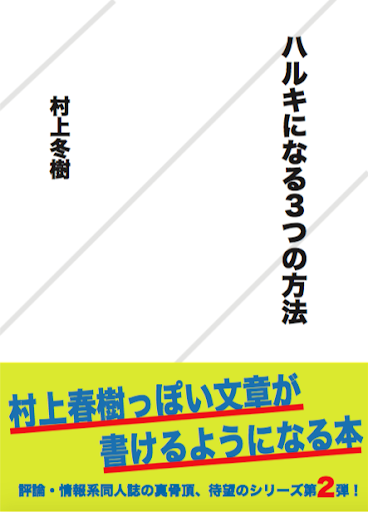 ハルキになる3つの方法
村上冬樹
村上春樹っぽい文章が
書けるようになる本
評論・情報系同人誌の真骨頂、待望のシリーズ第2弾！